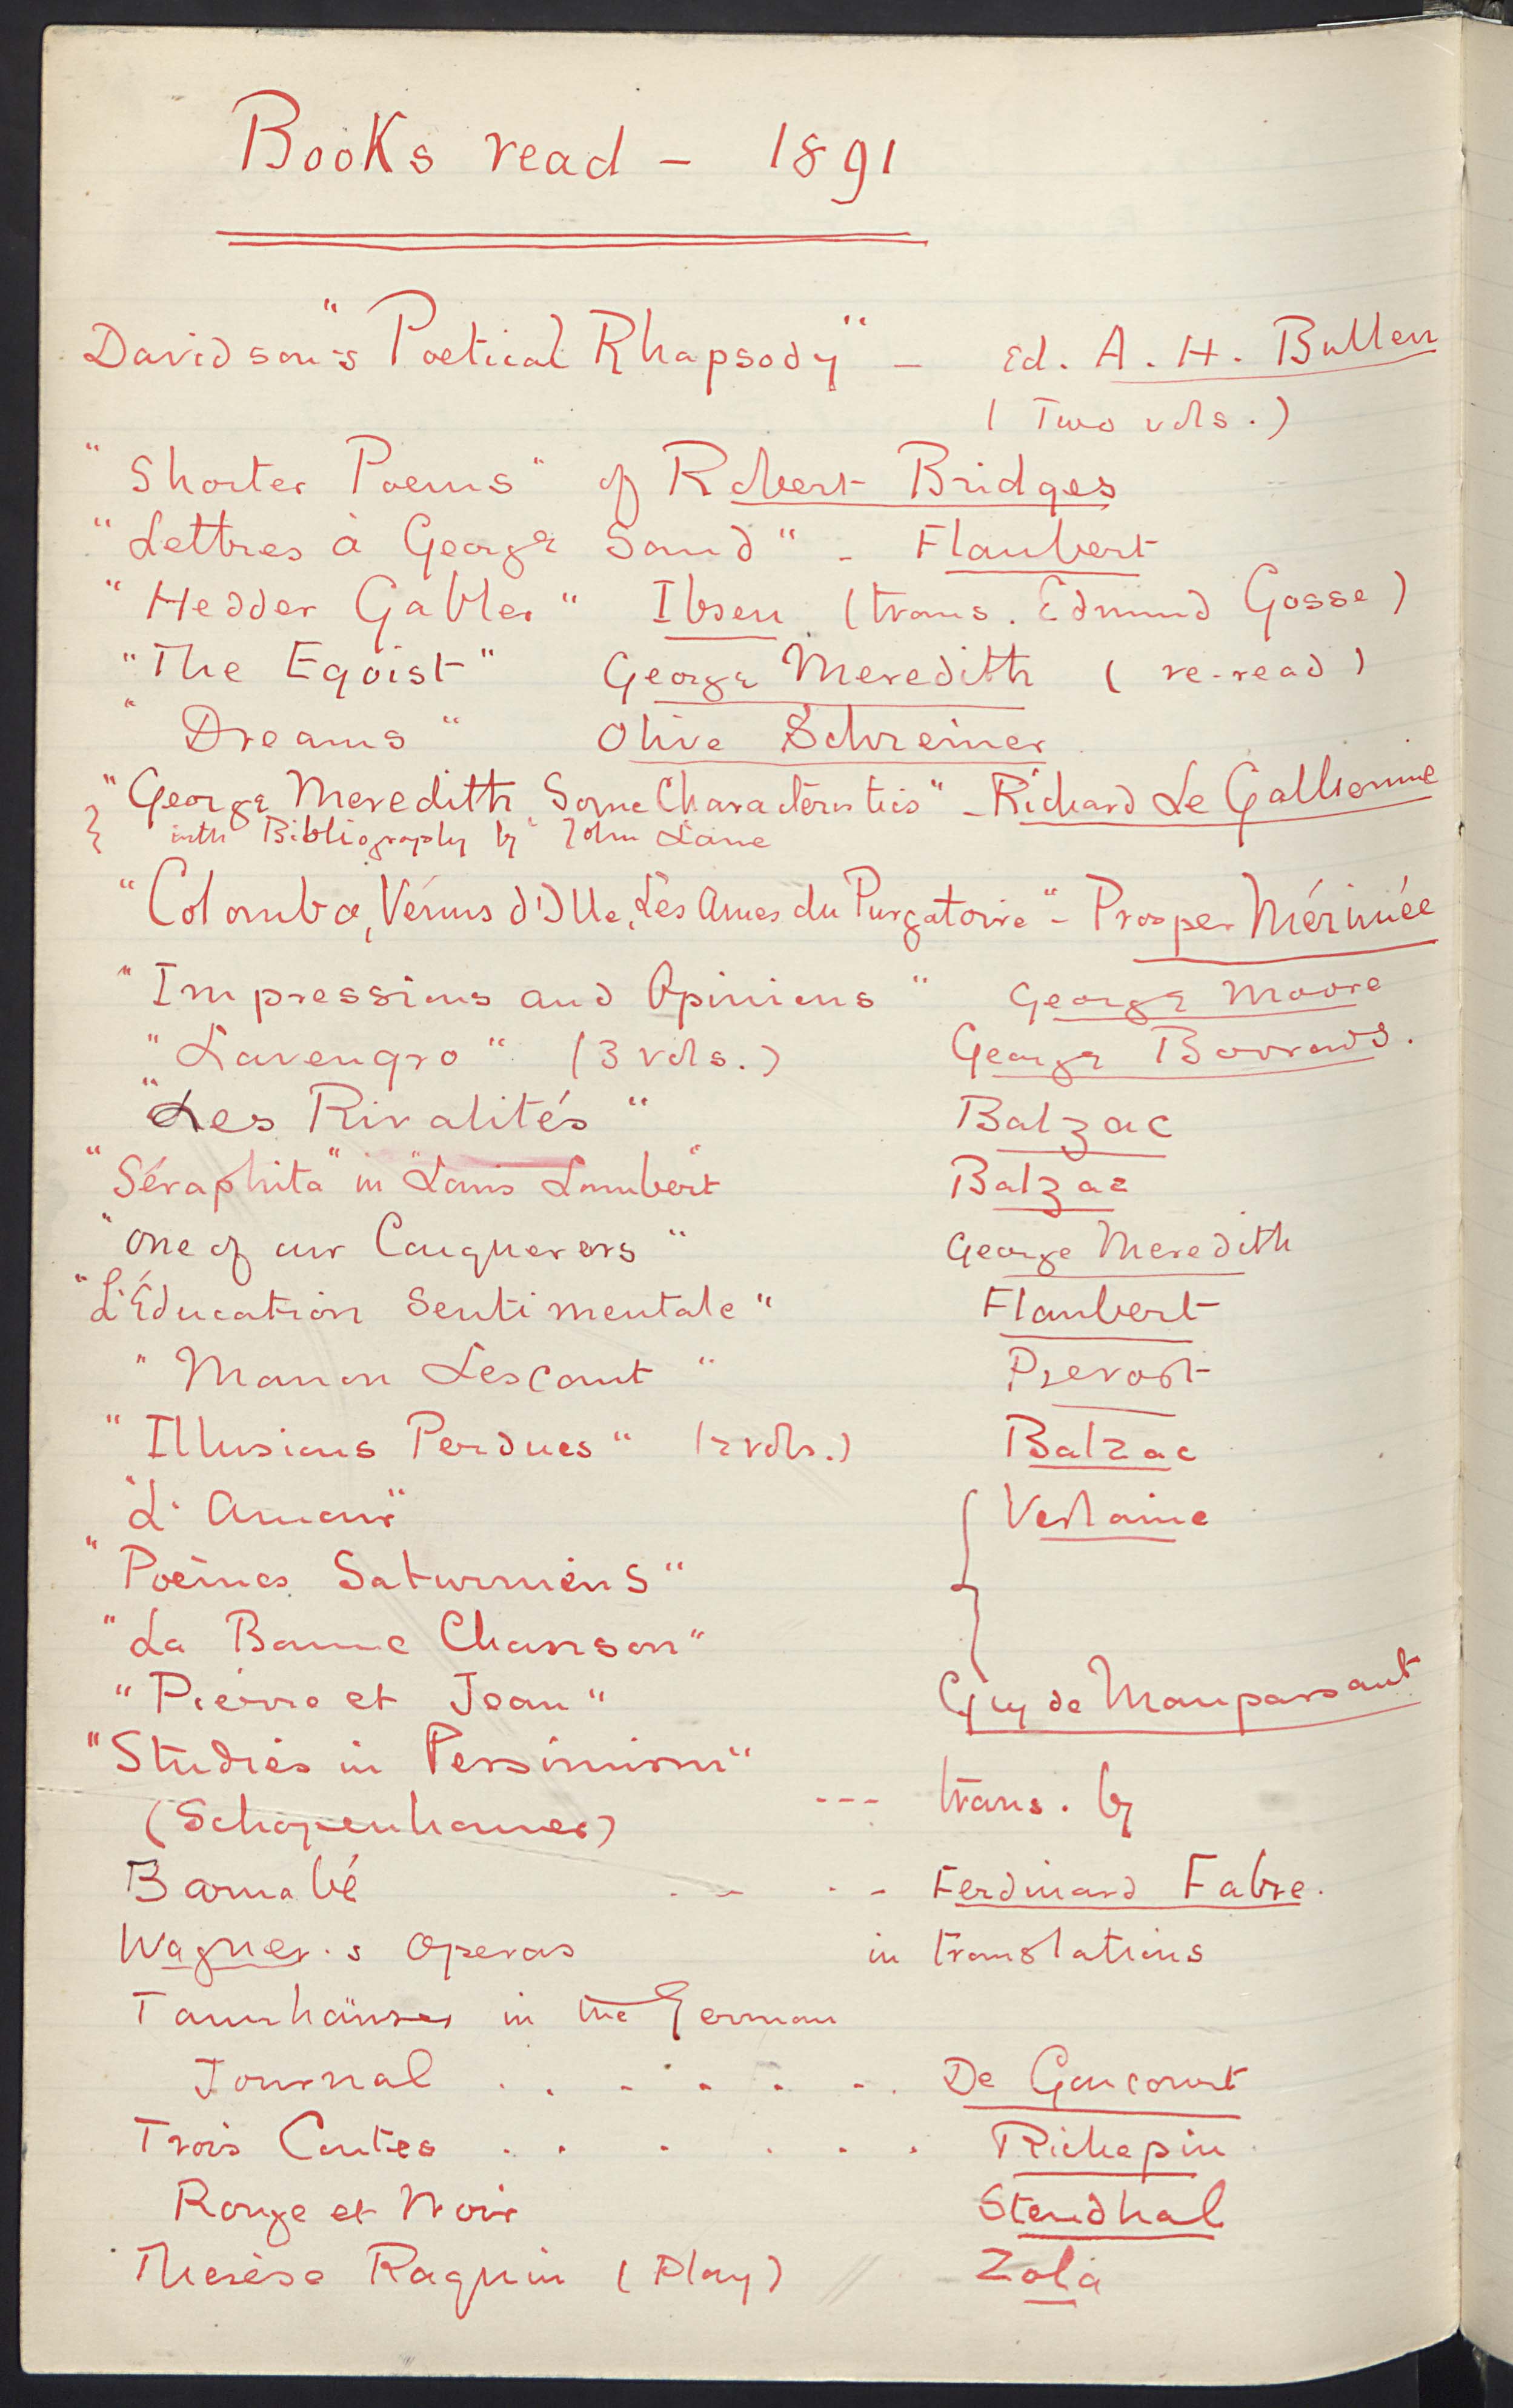 Books read - 1891
Davidson's "Poetical Rhapsody" - Ed. A. H. Bullen
(Two vols.)
"Shorter Poems" of Robert Bridges
"Lettres à George Sand" - Flaubert
"Hedder Gabler" Ibsen (trans. Edmund Gosse)
"The Egoist" George Meredith (re-read)
"Dreams" Olive Schreiner
"George Meredith Some Characteristics" - Richard Le Gallienne
with Bibliography by John Lane
"Colomba, Vénus d'Ille, Les Ames du Purgatoire" - Prosper Mérimée
"Impressions and Opinions" George Moore
"Lavengro" (3 vols.) George Borrows.
"Les Rivalités" Balzac
"Séraphita" in "Louis Lambert" Balzac
"One of our Conquerors" George Meredith
"L'Éducation Sentimentale" Flaubert
"Manon Lescaut" Prevost
"Illusions Perdues" (2 vols.) Balzac
"L'Amour" Verlaine
"Poèmes Saturniens"
"La Bonne Chanson"
"Pierre et Jean" Guy de Maupassant
"Studies in Pessimism"
(Schopenhauer) --- trans. by
Barnabé - - - - Ferdinand Fabre.
Wagner's Operas in translations
Tannhäuser in the German
Journal . . . . . . . De Goncourt
Trois Contes . . . . . . Richepin
Rouge et Noir Stendhal
Therèse Raquin (Play) Zola